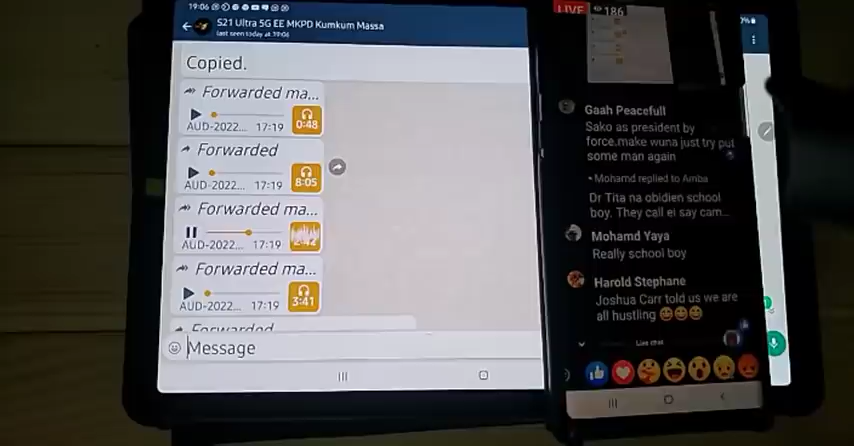 19:06
S21 Ultra 5G EE MKPD Kumkum Massa
last seen today at 19:06
Copied.
Forwarded ma...
0:48
AUD-2022... 17:19
Forwarded
8:05
AUD-2022... 17:19
Forwarded ma...
AUD-2022... 17:19
Forwarded ma...
3:41
AUD-2022... 17:19
Forwarded
Message
LIVE 186
Gaah Peacefull
Sako as president by
force.make wuna just try put
some man again
• Mohamd replied to Amba
Dr Tita na obidien school
boy. They call ei say cam...
Mohamd Yaya
Really school boy
Harold Stephane
Joshua Carr told us we are
all hustling 😄😄😄
Live chat